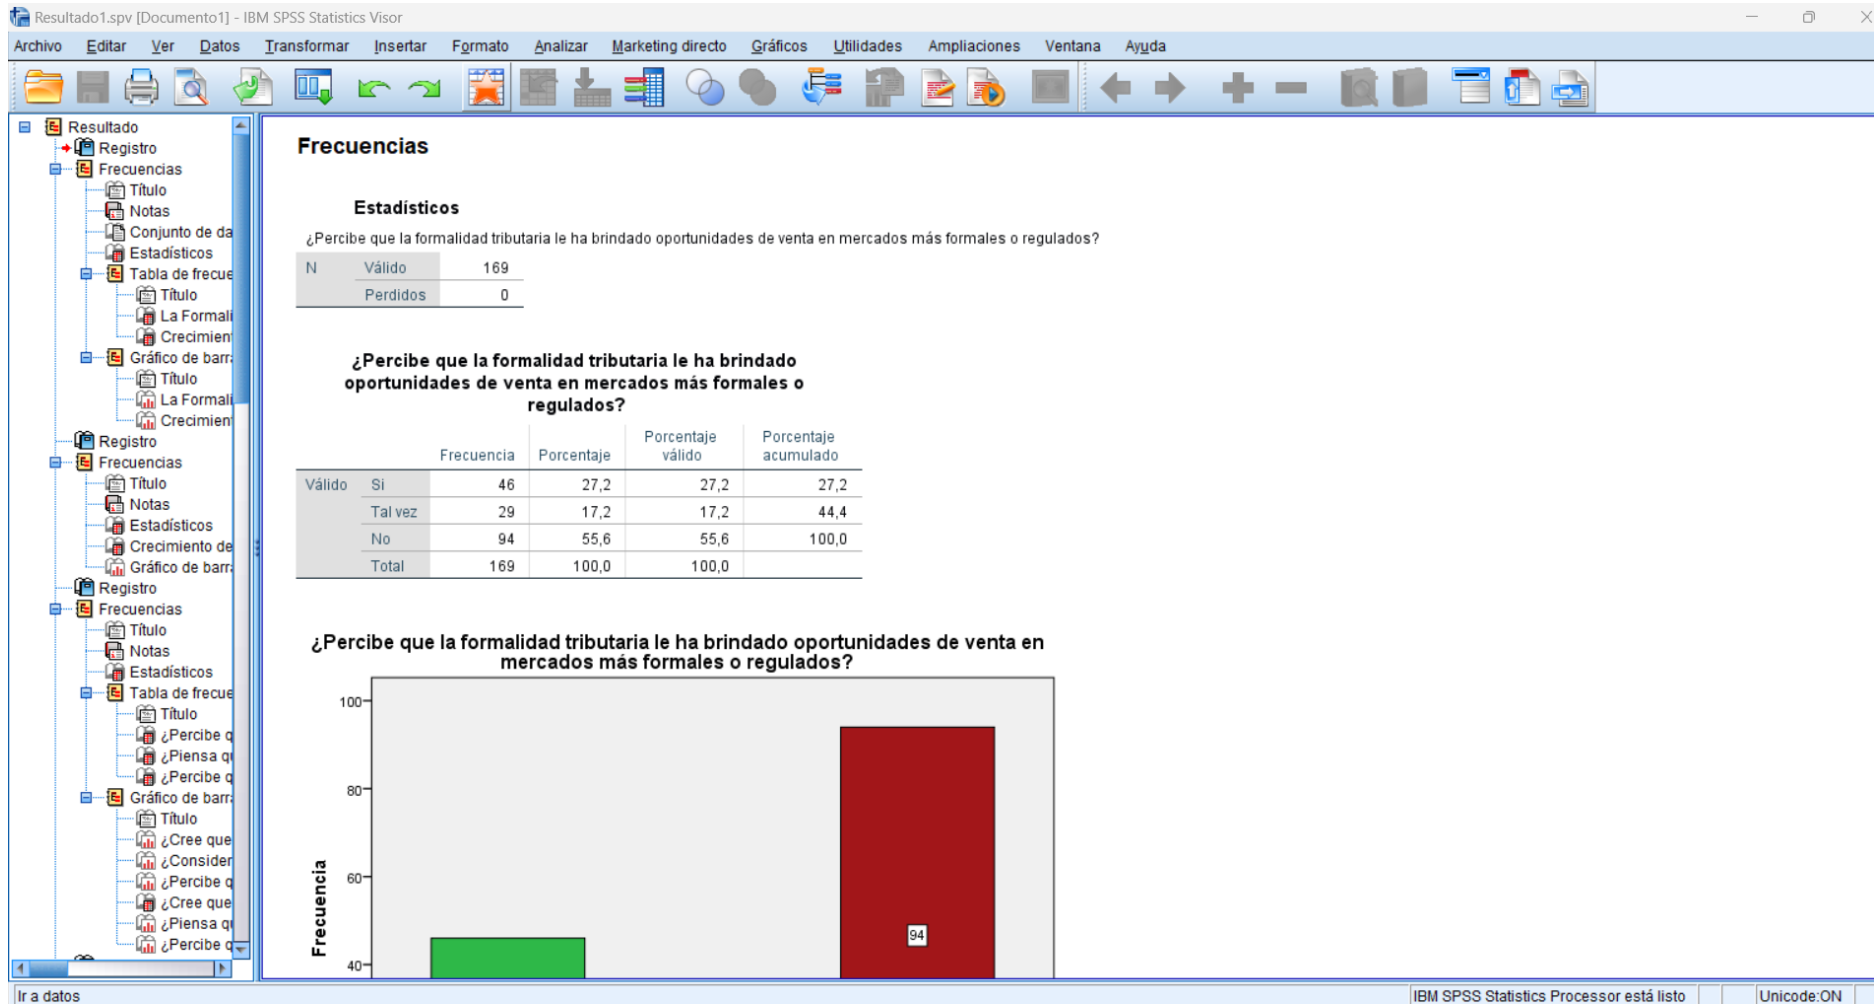 Resultado1.spv [Documento1] - IBM SPSS Statistics Visor
Archivo Editar Ver Datos Transformar Insertar Formato Analizar Marketing directo Gráficos Utilidades Ampliaciones Ventana Ayuda
Resultado
Registro
Frecuencias
Título
Notas
Conjunto de da
Estadísticos
Tabla de frecue
Título
La Formali
Crecimien
Gráfico de barr
Título
La Formali
Crecimien
Registro
Frecuencias
Título
Notas
Estadísticos
Crecimiento de
Gráfico de barr
Registro
Frecuencias
Título
Notas
Estadísticos
Tabla de frecue
Título
¿Percibe q
¿Piensa q
¿Percibe q
Gráfico de barr
Título
¿Cree que
¿Consider
¿Percibe q
¿Cree que
¿Piensa q
¿Percibe q
Frecuencias
Estadísticos
¿Percibe que la formalidad tributaria le ha brindado oportunidades de venta en mercados más formales o regulados?
N Válido 169
Perdidos 0
¿Percibe que la formalidad tributaria le ha brindado
oportunidades de venta en mercados más formales o
regulados?
Frecuencia Porcentaje Porcentaje válido Porcentaje acumulado
Válido Si 46 27,2 27,2 27,2
Tal vez 29 17,2 17,2 44,4
No 94 55,6 55,6 100,0
Total 169 100,0 100,0
¿Percibe que la formalidad tributaria le ha brindado oportunidades de venta en
mercados más formales o regulados?
Frecuencia
100
80
60
40
94
Ir a datos
IBM SPSS Statistics Processor está listo
Unicode:ON